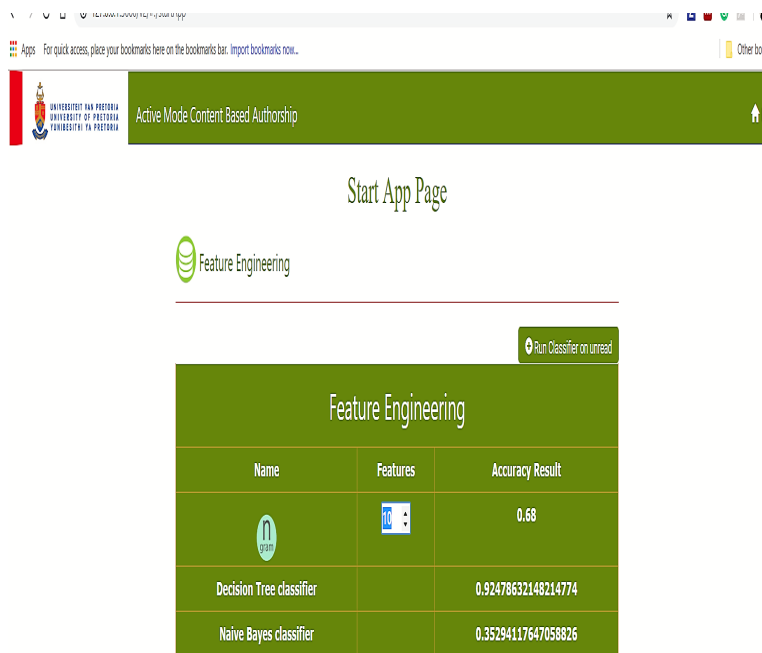 Apps For quick access, place your bookmarks here on the bookmarks bar. Import bookmarks now...
UNIVERSITEIT VAN PRETORIA
UNIVERSITY OF PRETORIA
YUNIBESITHI YA PRETORIA
Active Mode Content Based Authorship
Start App Page
Feature Engineering
Run Classifier on unread
Feature Engineering
Name Features Accuracy Result
n
gram
10 0.68
Decision Tree classifier 0.92478632148214774
Naive Bayes classifier 0.35294117647058826